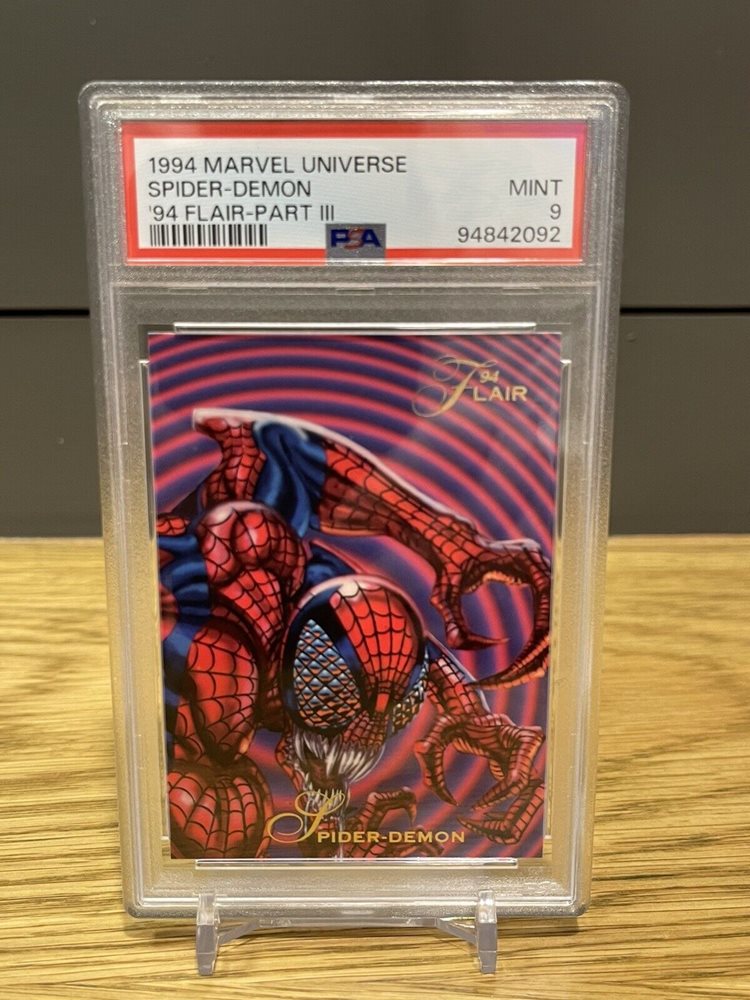 1994 MARVEL UNIVERSE
SPIDER-DEMON
MINT
'94 FLAIR-PART III
9
PSA
94842092
'94
FLAIR
SPIDER-DEMON